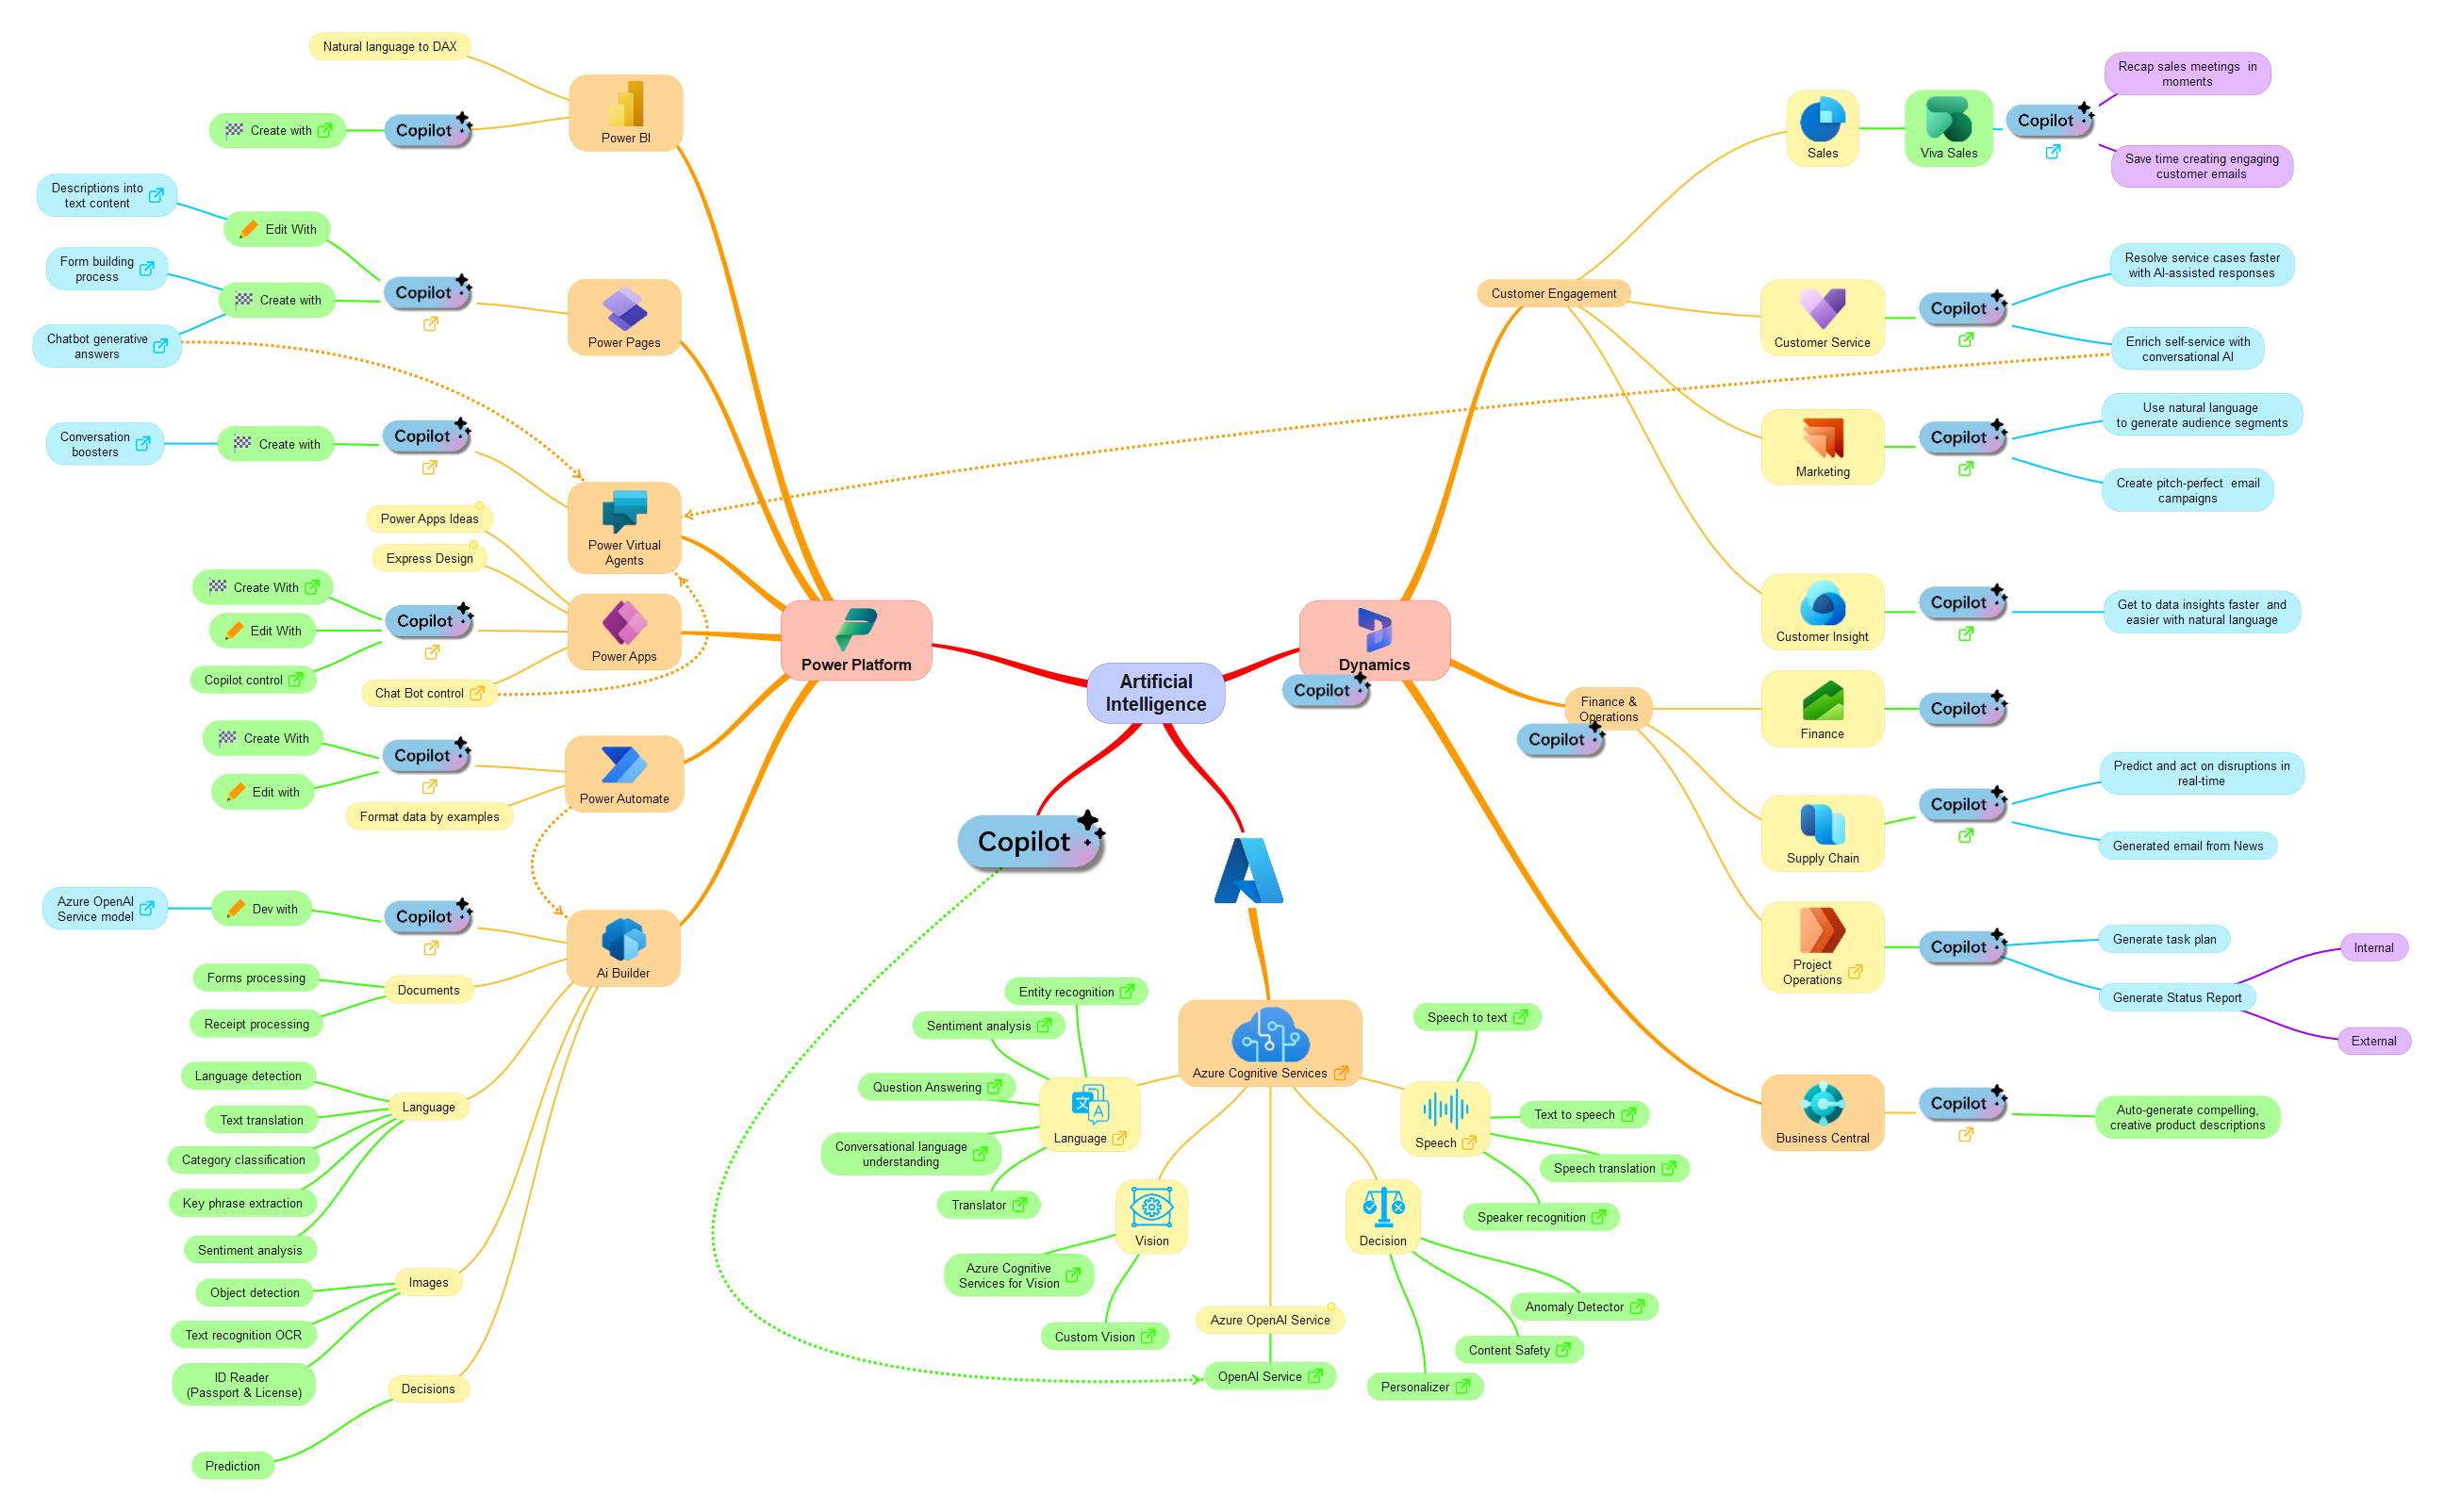 Natural language to DAX
Power BI
Copilot
Create with
Descriptions into
text content
Edit With
Form building
process
Create with
Copilot
Power Pages
Chatbot generative
answers
Conversation
boosters
Create with
Copilot
Power Virtual
Agents
Power Apps Ideas
Express Design
Create With
Edit With
Copilot
Copilot control
Power Apps
Chat Bot control
Power Platform
Create With
Copilot
Edit with
Power Automate
Format data by examples
Azure OpenAI
Service model
Dev with
Copilot
Ai Builder
Forms processing
Documents
Receipt processing
Language detection
Text translation
Language
Category classification
Key phrase extraction
Sentiment analysis
Images
Object detection
Text recognition OCR
ID Reader
(Passport & License)
Decisions
Prediction
Artificial
Intelligence
Copilot
Azure Cognitive Services
Entity recognition
Sentiment analysis
Question Answering
Language
Conversational language
understanding
Translator
Vision
Azure Cognitive
Services for Vision
Custom Vision
Azure OpenAI Service
OpenAI Service
Speech to text
Speech
Text to speech
Speech translation
Speaker recognition
Decision
Anomaly Detector
Content Safety
Personalizer
Dynamics
Copilot
Customer Engagement
Sales
Viva Sales
Copilot
Recap sales meetings in
moments
Save time creating engaging
customer emails
Customer Service
Copilot
Resolve service cases faster
with AI-assisted responses
Enrich self-service with
conversational AI
Marketing
Copilot
Use natural language
to generate audience segments
Create pitch-perfect email
campaigns
Customer Insight
Copilot
Get to data insights faster and
easier with natural language
Finance &
Operations
Copilot
Finance
Copilot
Supply Chain
Copilot
Predict and act on disruptions in
real-time
Generated email from News
Project
Operations
Copilot
Generate task plan
Generate Status Report
Internal
External
Business Central
Copilot
Auto-generate compelling,
creative product descriptions